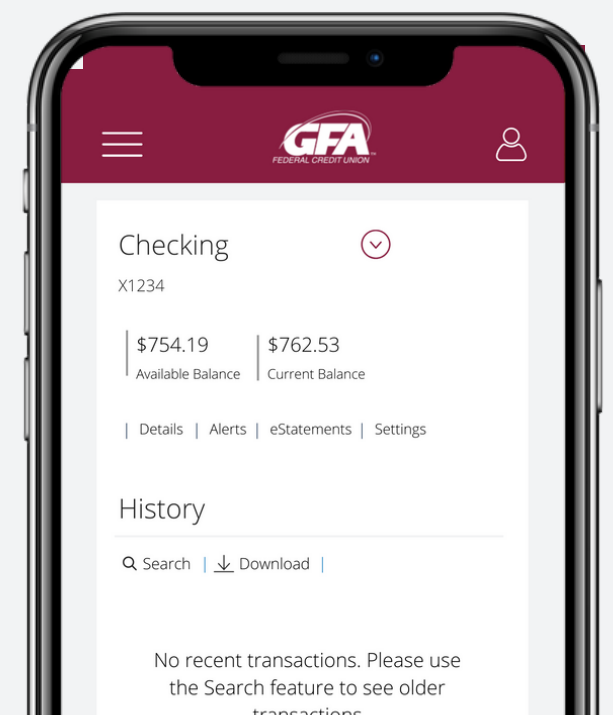 GFA
FEDERAL CREDIT UNION
Checking
X1234
$754.19
Available Balance
$762.53
Current Balance
| Details | Alerts | eStatements | Settings
History
Search | Download |
No recent transactions. Please use
the Search feature to see older
transactions